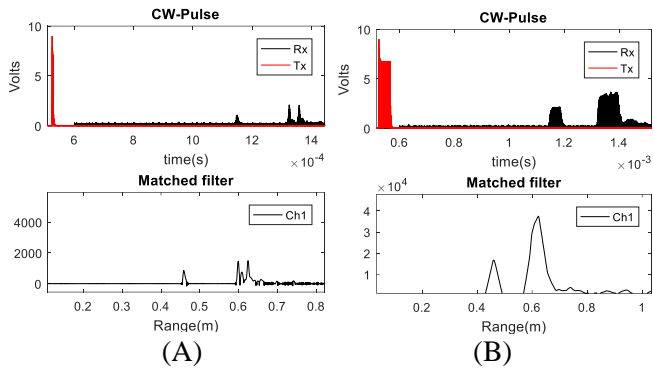 CW-Pulse
10
5
0
Volts
Rx
Tx
6 8 10 12 14
time(s)
×10⁻⁴
Matched filter
4000
2000
0
Ch1
0.2 0.3 0.4 0.5 0.6 0.7 0.8
Range(m)
(A)
CW-Pulse
10
5
0
Volts
Rx
Tx
0.6 0.8 1 1.2 1.4
time(s)
×10⁻³
Matched filter
×10⁴
4
3
2
1
Ch1
0.2 0.4 0.6 0.8 1
Range(m)
(B)